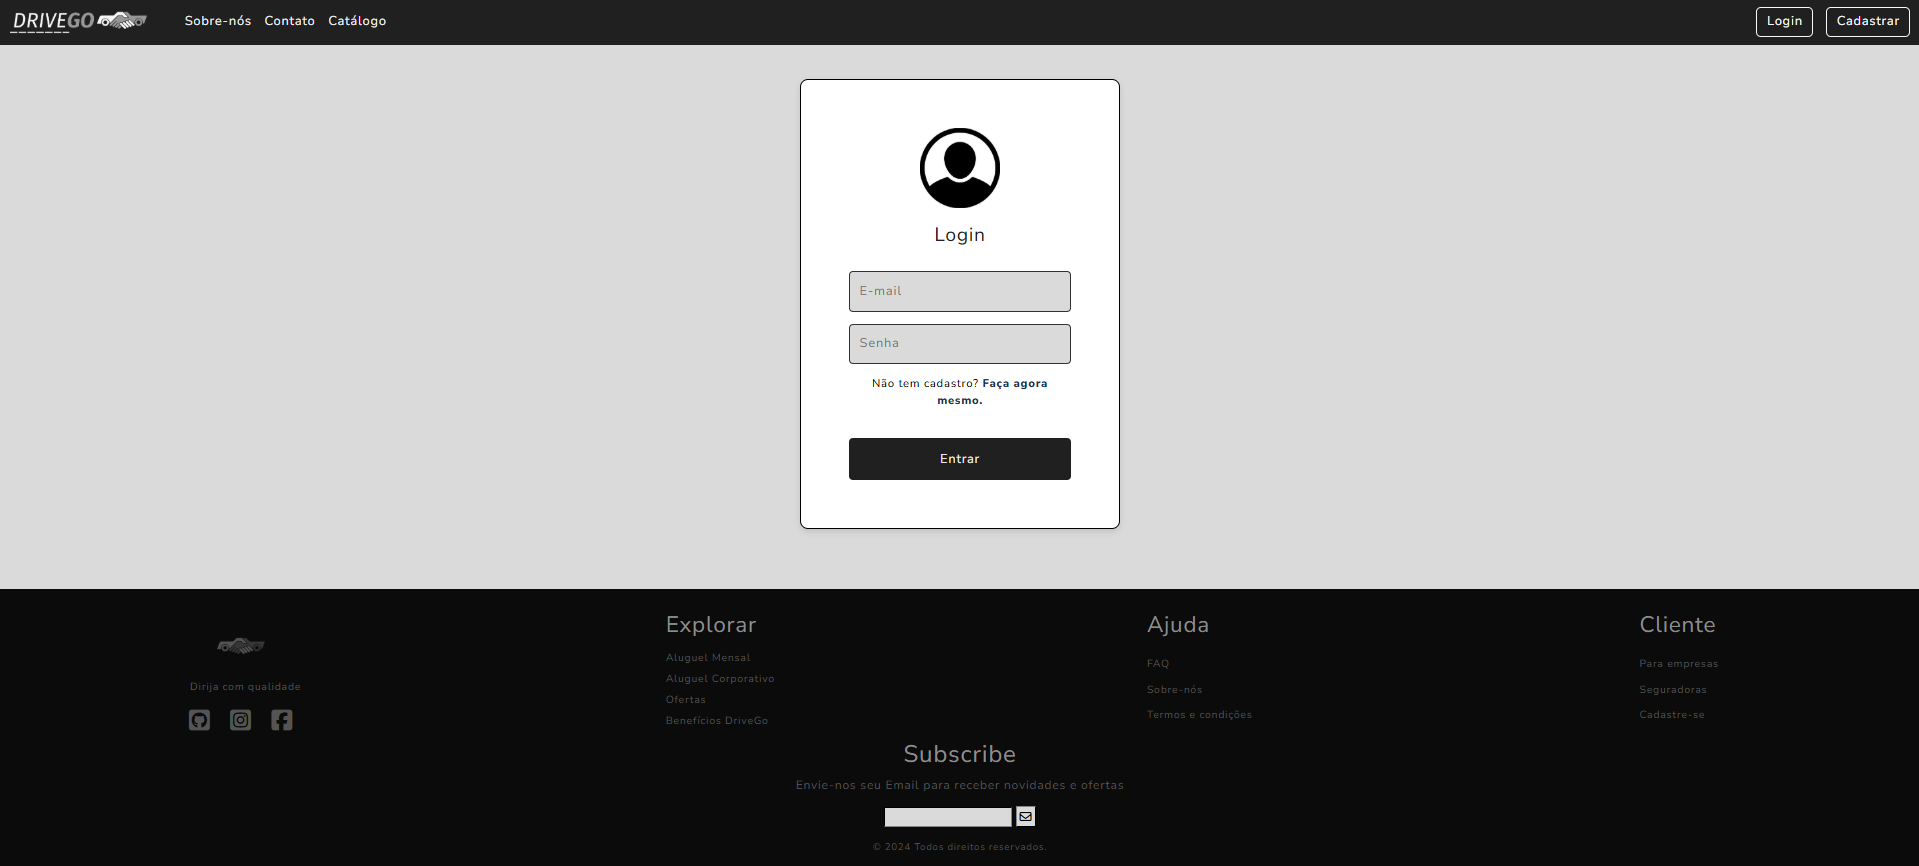 DRIVEGO
Sobre-nós Contato Catálogo
Login Cadastrar
Login
E-mail
Senha
Não tem cadastro? Faça agora
mesmo.
Entrar
Dirija com qualidade
Explorar
Aluguel Mensal
Aluguel Corporativo
Ofertas
Benefícios DriveGo
Ajuda
FAQ
Sobre-nós
Termos e condições
Cliente
Para empresas
Seguradoras
Cadastre-se
Subscribe
Envie-nos seu Email para receber novidades e ofertas
© 2024 Todos direitos reservados.